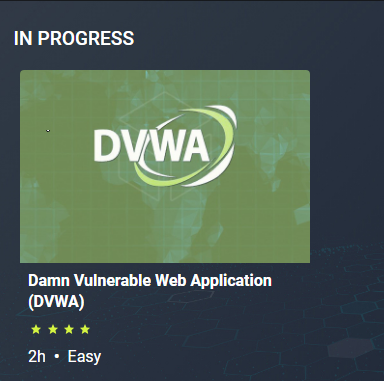 IN PROGRESS
DVWA
Damn Vulnerable Web Application
(DVWA)
2h • Easy